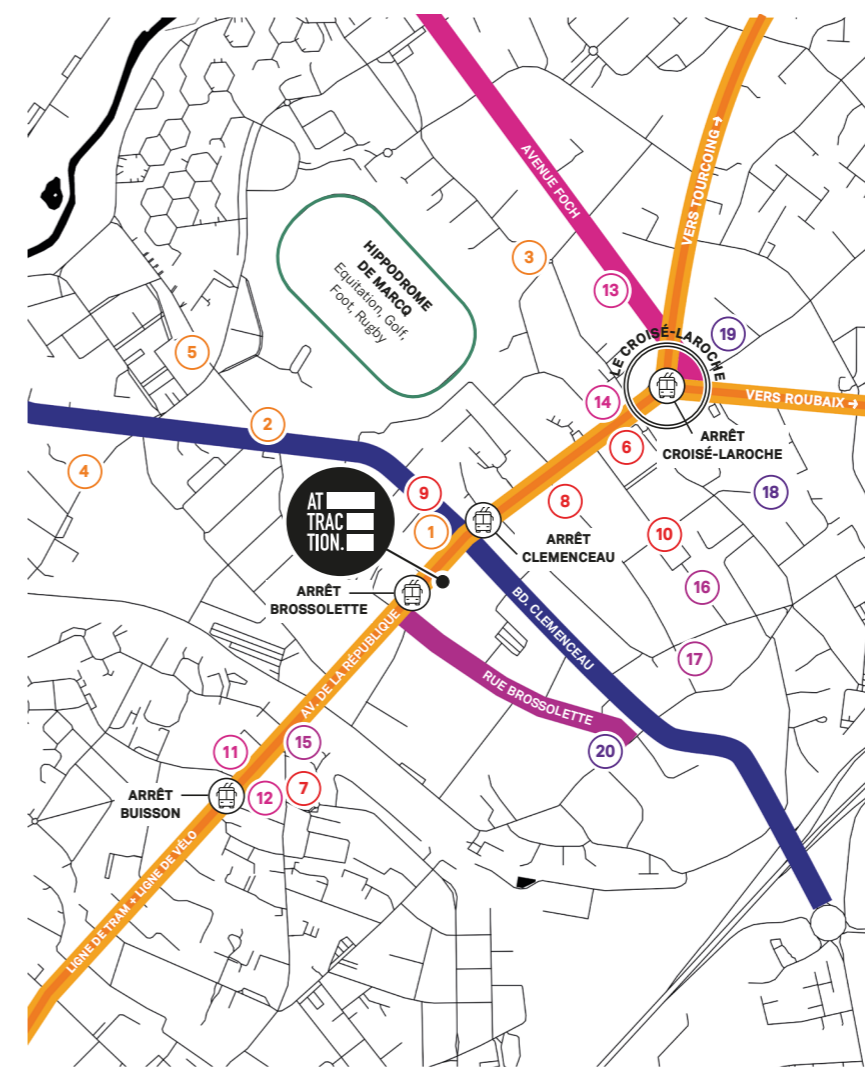 AVENUE FOCH
VERS TOURCOING →
HIPPODROME
DE MARCQ
Equitation, Golf,
Foot, Rugby
3
13
19
5
LE CROISÉ-LAROCHE
14
VERS ROUBAIX →
2
6
ARRÊT
CROISÉ-LAROCHE
4
9
8
18
AT
TRAC
TION.
1
10
ARRÊT
CLEMENCEAU
ARRÊT
BROSSOLETTE
16
BD. CLEMENCEAU
AV. DE LA RÉPUBLIQUE
17
RUE BROSSOLETTE
11
15
20
ARRÊT
BUISSON
12
7
LIGNE DE TRAM + LIGNE DE VÉLO